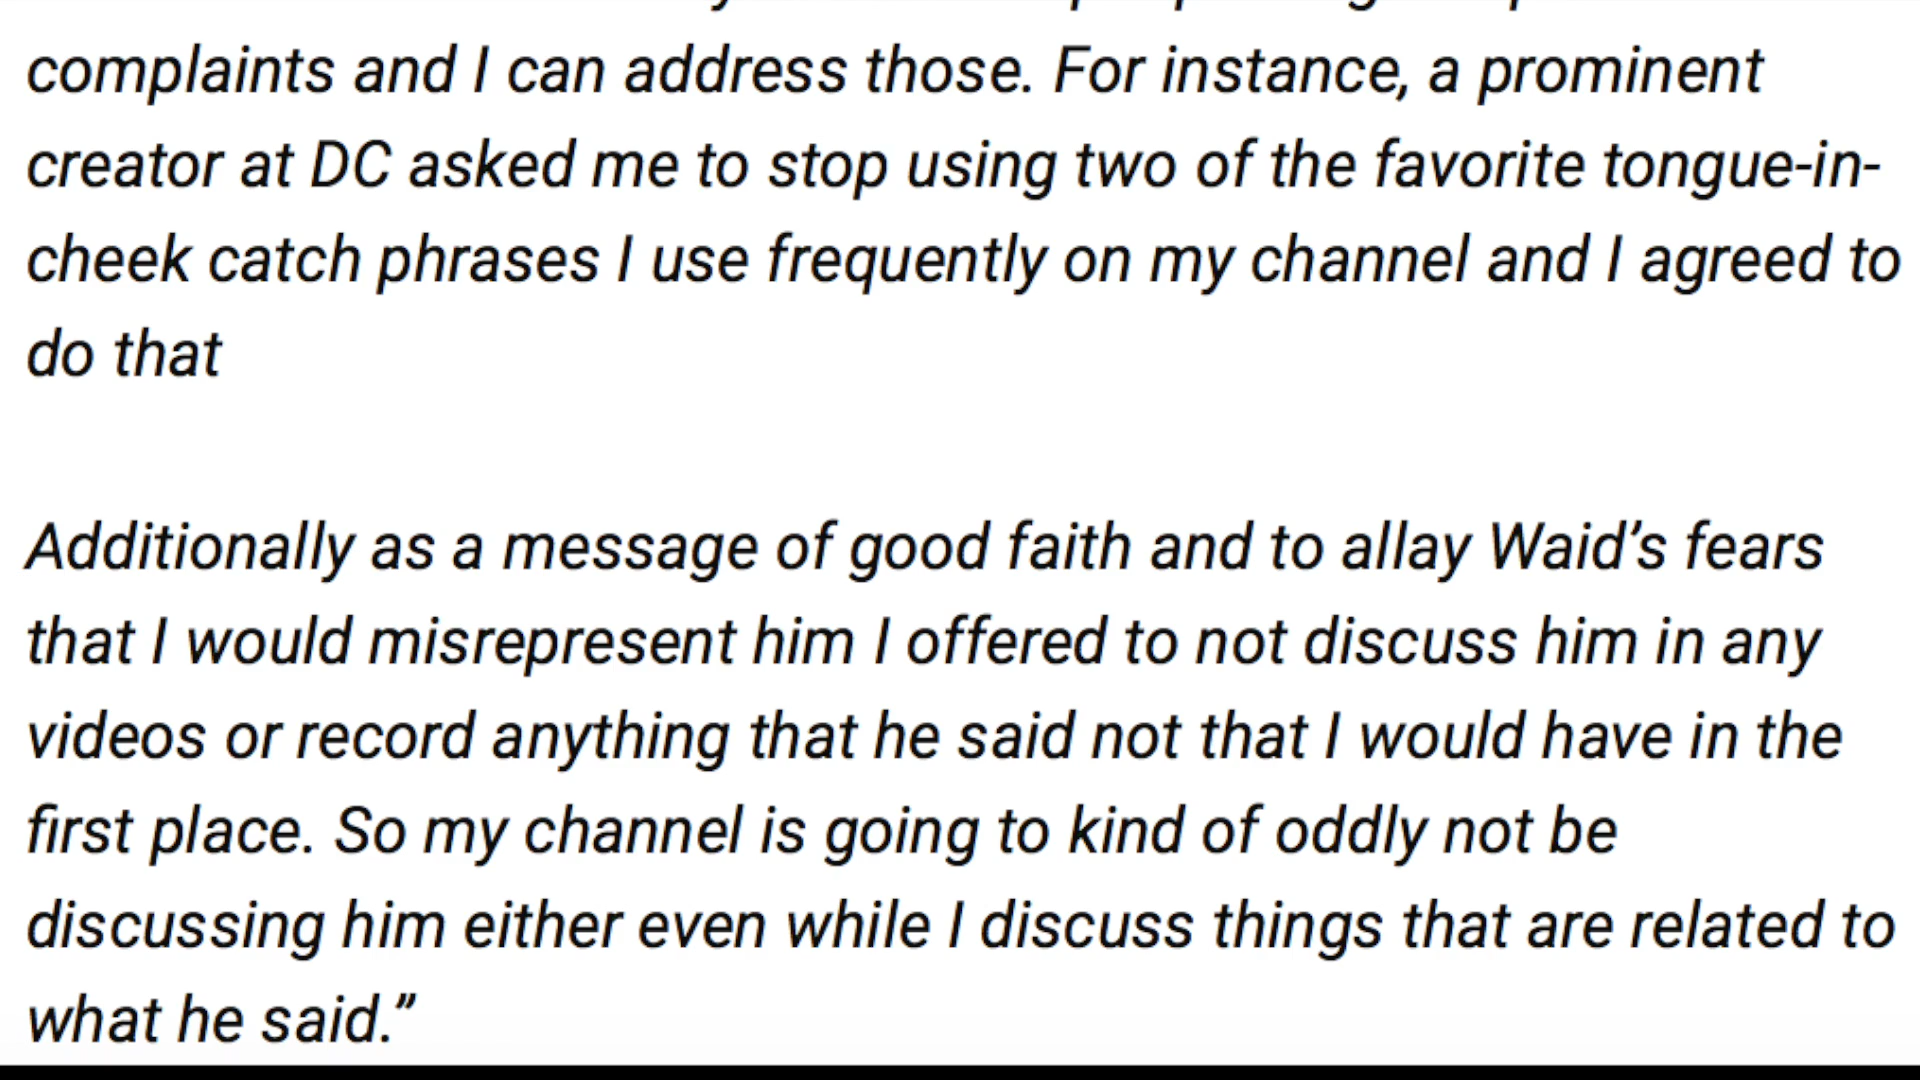 complaints and I can address those. For instance, a prominent
creator at DC asked me to stop using two of the favorite tongue-in-
cheek catch phrases I use frequently on my channel and I agreed to
do that
Additionally as a message of good faith and to allay Waid’s fears
that I would misrepresent him I offered to not discuss him in any
videos or record anything that he said not that I would have in the
first place. So my channel is going to kind of oddly not be
discussing him either even while I discuss things that are related to
what he said.”